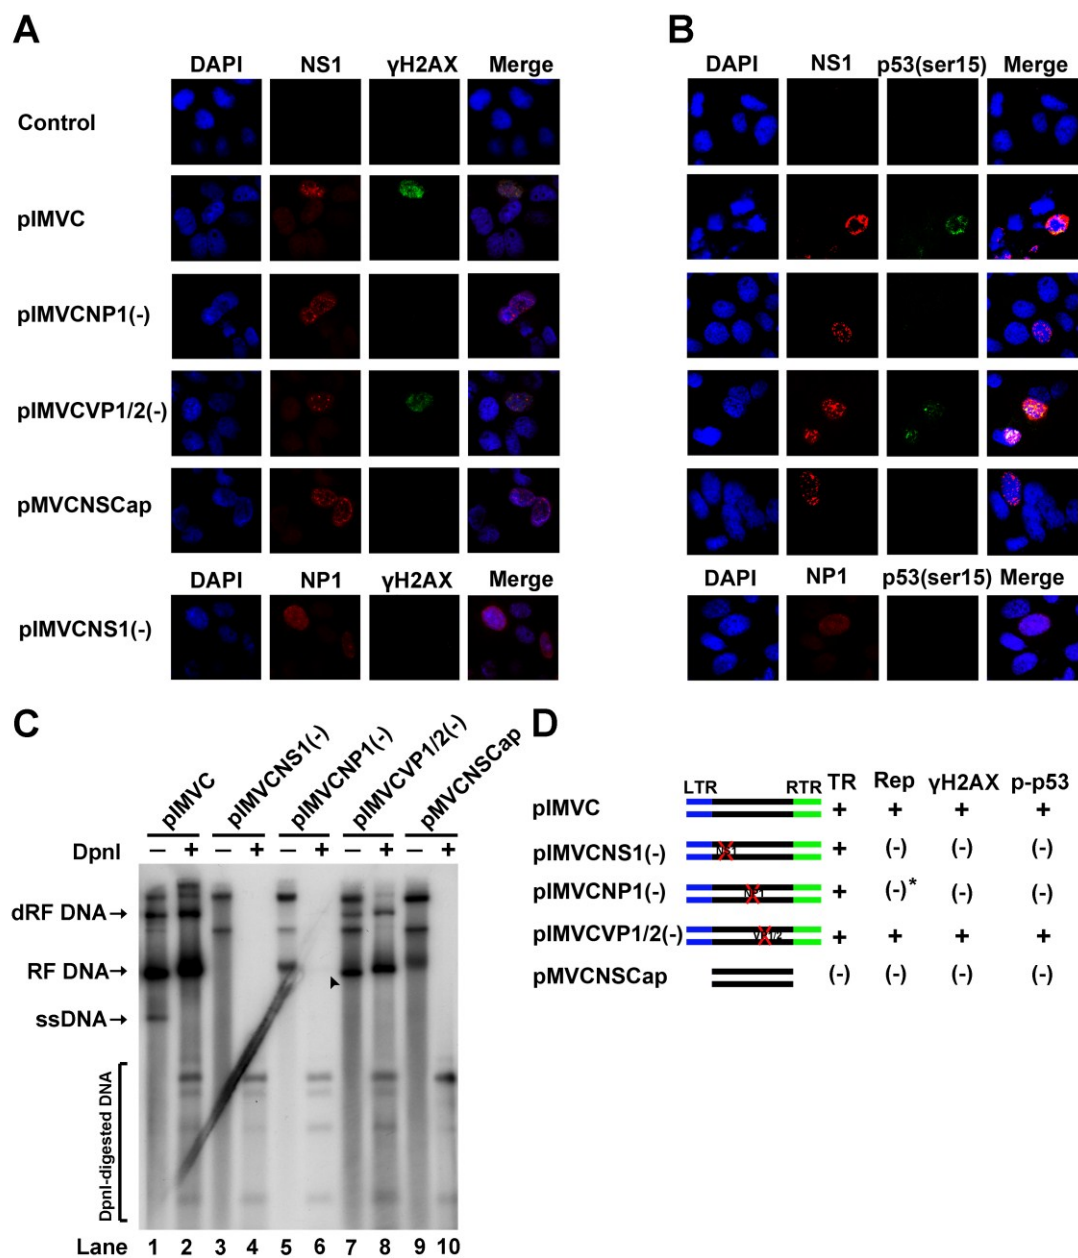 A
DAPI NS1 γH2AX Merge
Control
pIMVC
pIMVCNP1(-)
pIMVCVP1/2(-)
pMVCNSCap
DAPI NP1 γH2AX Merge
pIMVCNS1(-)
B
DAPI NS1 p53(ser15) Merge
DAPI NP1 p53(ser15) Merge
C
pIMVC pIMVCNS1(-) pIMVCNP1(-) pIMVCVP1/2(-) pMVCNSCap
DpnI – + – + – + – + – +
dRF DNA→
RF DNA→
ssDNA→
DpnI-digested DNA
Lane 1 2 3 4 5 6 7 8 9 10
D
LTR RTR TR Rep γH2AX p-p53
pIMVC + + + +
pIMVCNS1(-) NS1 + (-) (-) (-)
pIMVCNP1(-) NP1 + (-)* (-) (-)
pIMVCVP1/2(-) VP1/2 + + + +
pMVCNSCap (-) (-) (-) (-)